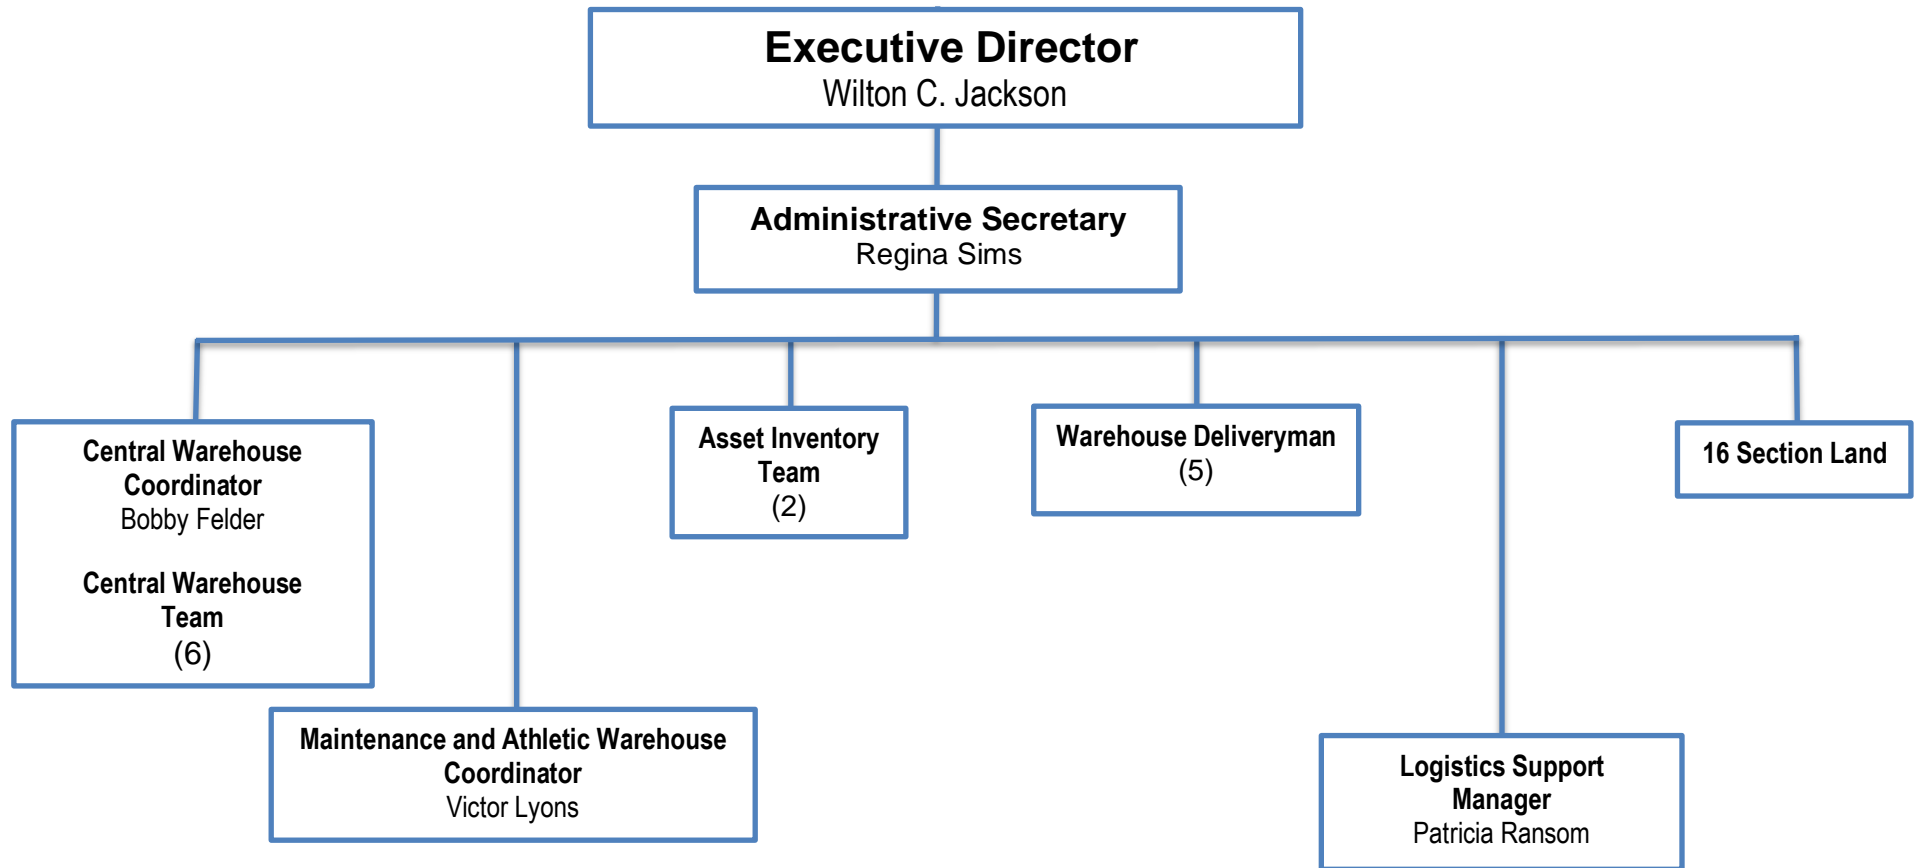 Executive Director
Wilton C. Jackson
Administrative Secretary
Regina Sims
Central Warehouse
Coordinator
Bobby Felder
Central Warehouse
Team
(6)
Maintenance and Athletic Warehouse
Coordinator
Victor Lyons
Asset Inventory
Team
(2)
Warehouse Deliveryman
(5)
Logistics Support
Manager
Patricia Ransom
16 Section Land